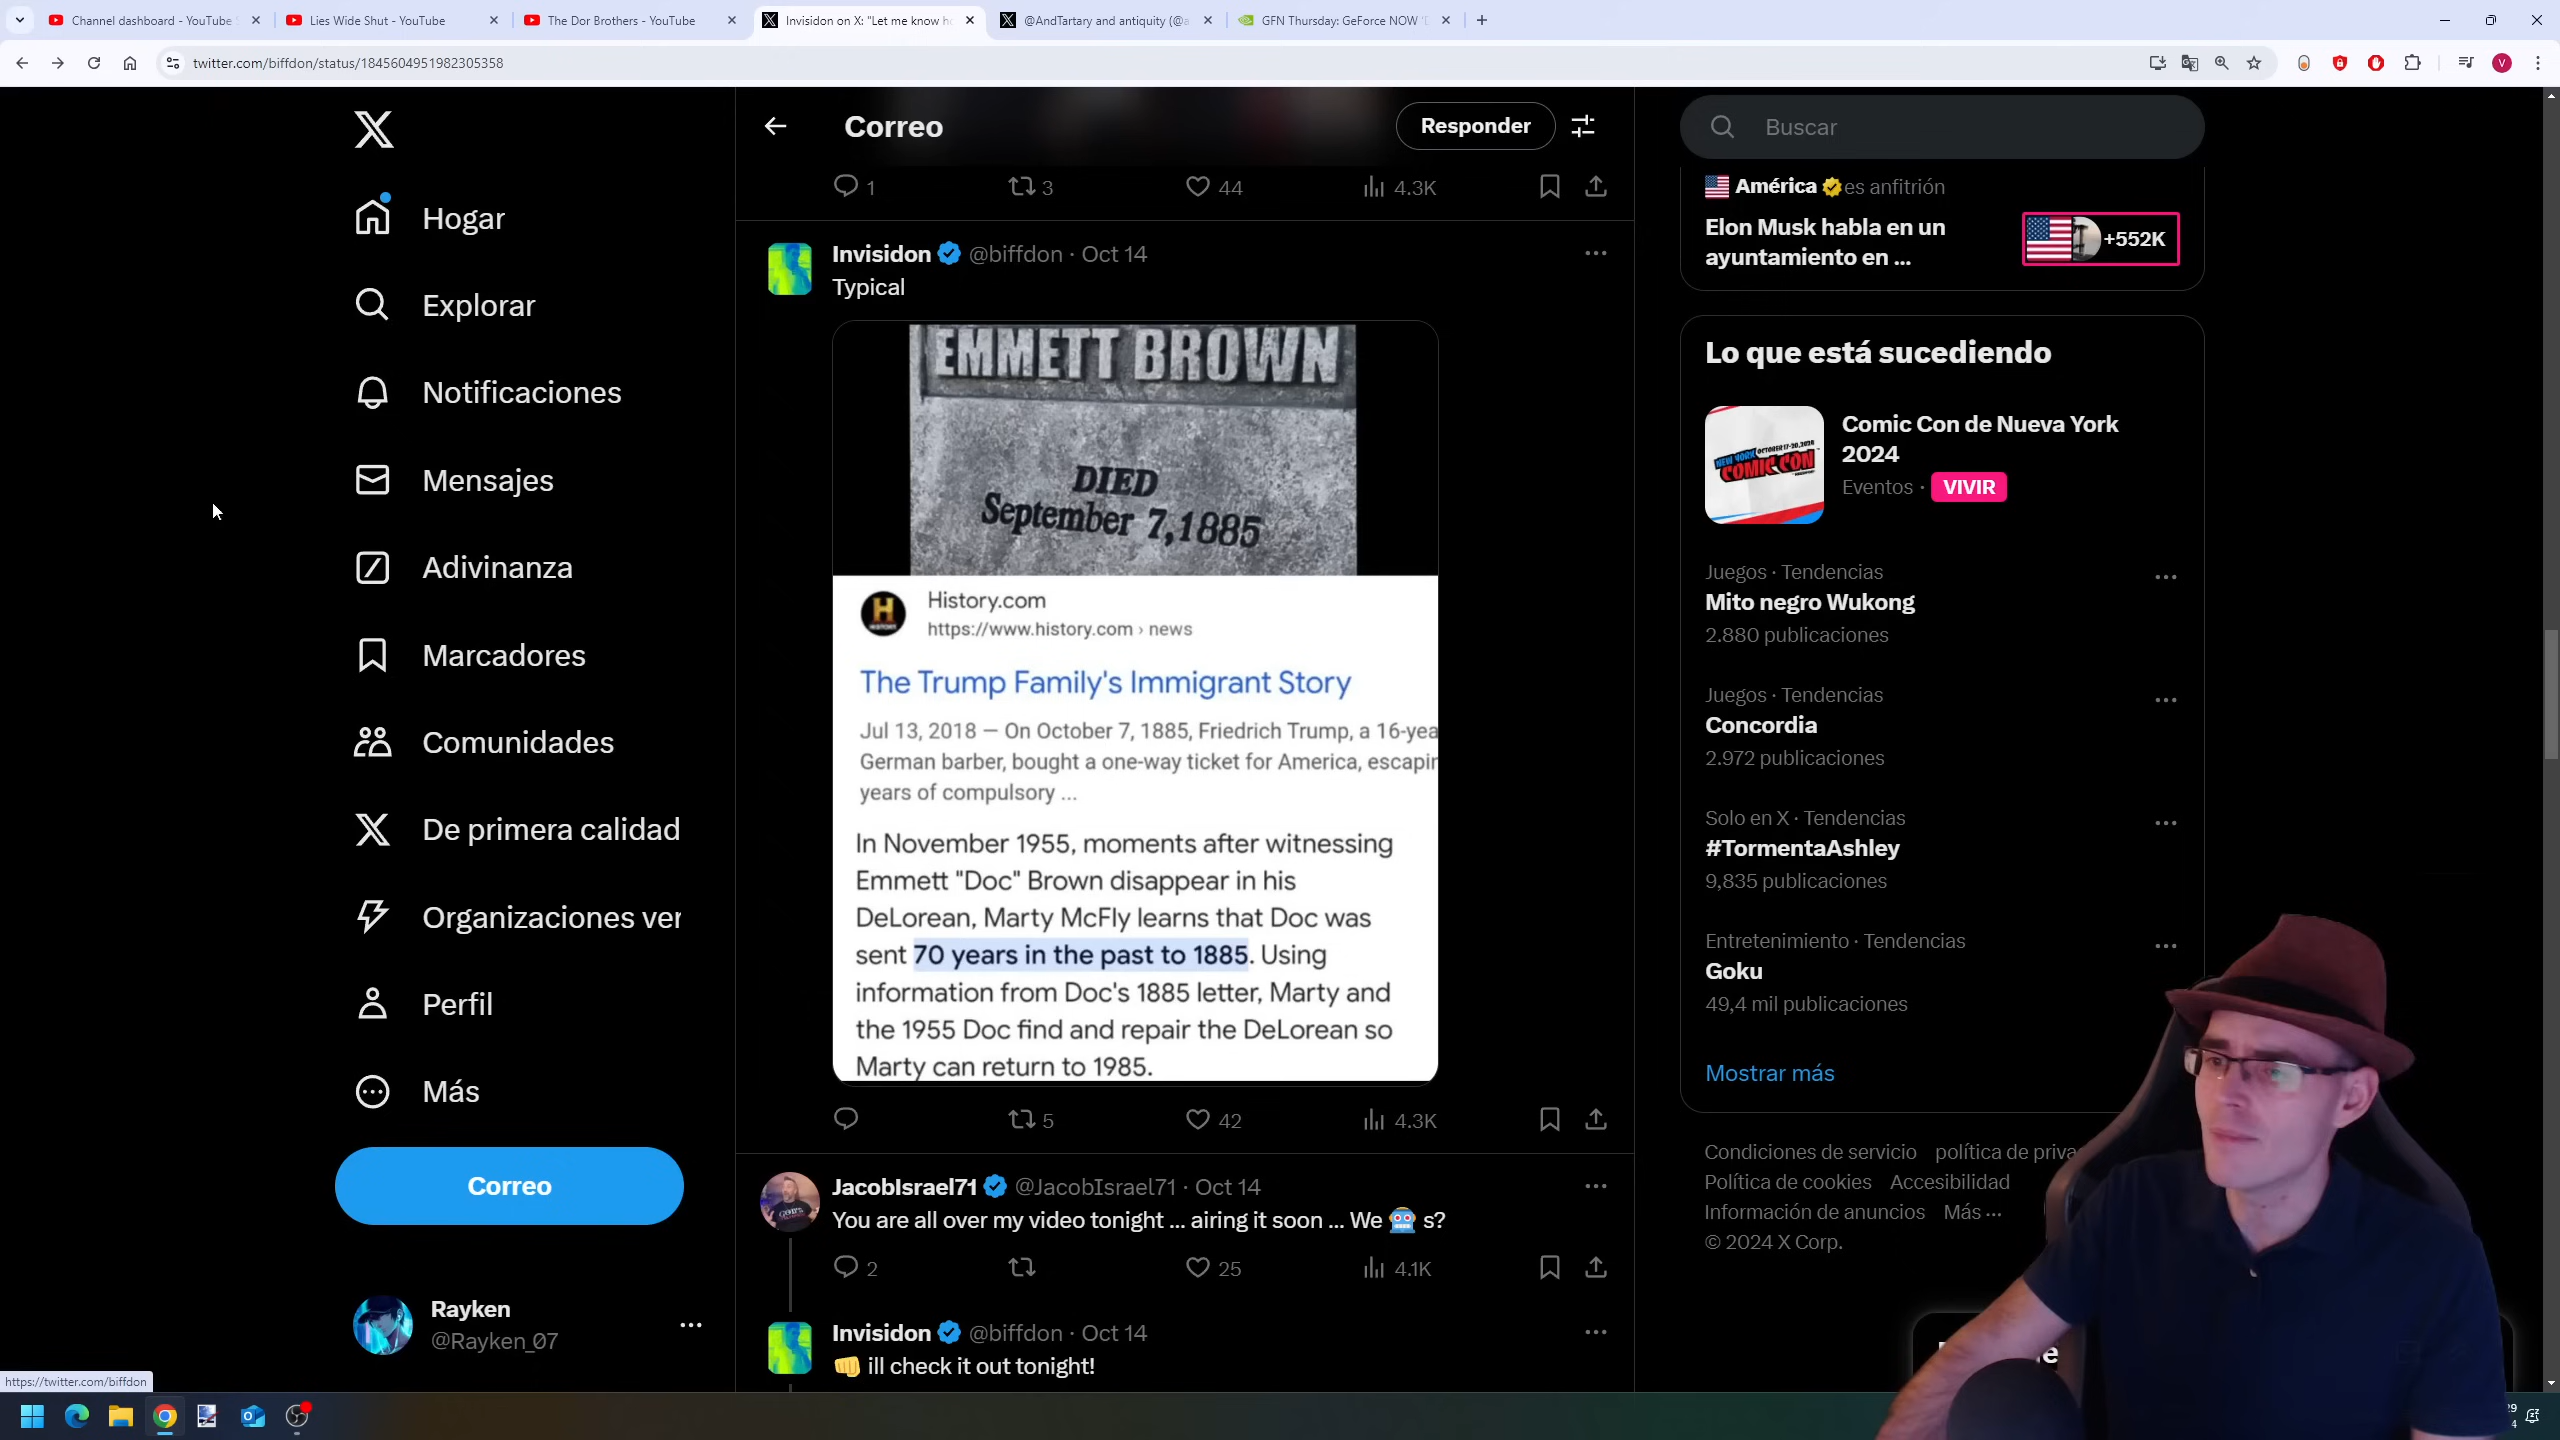 Channel dashboard - YouTube S
Lies Wide Shut - YouTube
The Dor Brothers - YouTube
Invisidon on X: "Let me know ho
@AndTartary and antiquity (@a
GFN Thursday: GeForce NOW 'D
twitter.com/biffdon/status/1845604951982305358
V
Hogar
Explorar
Notificaciones
Mensajes
Adivinanza
Marcadores
Comunidades
De primera calidad
Organizaciones ver
Perfil
Más
Correo
Rayken
@Rayken_07
https://twitter.com/biffdon
Correo
Responder
1 3 44 4.3K
Invisidon @biffdon · Oct 14
Typical
EMMETT BROWN
DIED
September 7,1885
H
HISTORY
History.com
https://www.history.com › news
The Trump Family's Immigrant Story
Jul 13, 2018 — On October 7, 1885, Friedrich Trump, a 16-yea
German barber, bought a one-way ticket for America, escapin
years of compulsory ...
In November 1955, moments after witnessing
Emmett "Doc" Brown disappear in his
DeLorean, Marty McFly learns that Doc was
sent 70 years in the past to 1885. Using
information from Doc's 1885 letter, Marty and
the 1955 Doc find and repair the DeLorean so
Marty can return to 1985.
5 42 4.3K
JacobIsrael71 @JacobIsrael71 · Oct 14
You are all over my video tonight ... airing it soon ... We 🤖 s?
2 25 4.1K
Invisidon @biffdon · Oct 14
👊 ill check it out tonight!
Buscar
América es anfitrión
Elon Musk habla en un
ayuntamiento en ...
+552K
Lo que está sucediendo
NEW YORK OCTOBER 17-20, 2024
COMIC CON
Comic Con de Nueva York
2024
Eventos · VIVIR
Juegos · Tendencias
Mito negro Wukong
2.880 publicaciones
Juegos · Tendencias
Concordia
2.972 publicaciones
Solo en X · Tendencias
#TormentaAshley
9,835 publicaciones
Entretenimiento · Tendencias
Goku
49,4 mil publicaciones
Mostrar más
Condiciones de servicio política de priva
Política de cookies Accesibilidad
Información de anuncios Más ···
© 2024 X Corp.